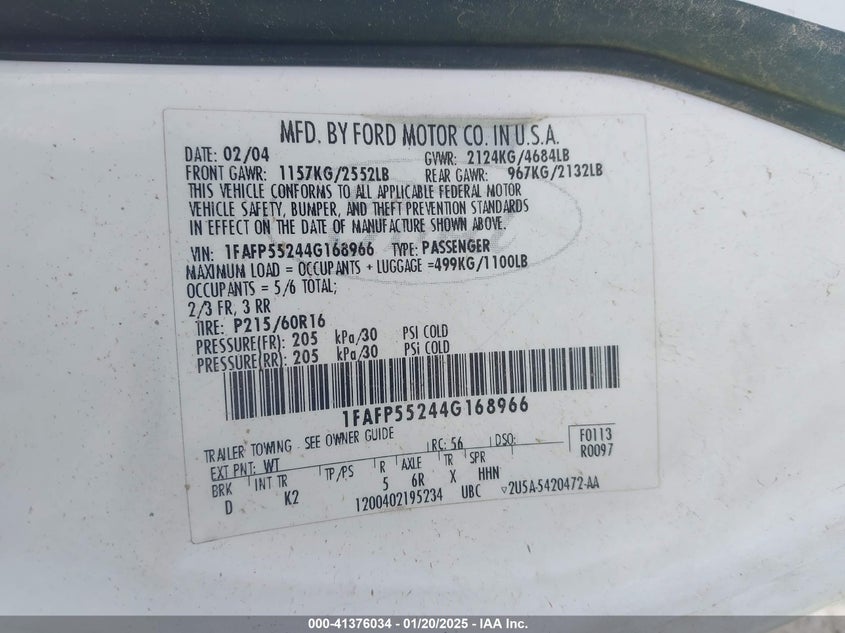 MFD. BY FORD MOTOR CO. IN U.S.A.
DATE: 02/04 GVWR: 2124KG/4684LB
FRONT GAWR: 1157KG/2552LB REAR GAWR: 967KG/2132LB
THIS VEHICLE CONFORMS TO ALL APPLICABLE FEDERAL MOTOR
VEHICLE SAFETY, BUMPER, AND THEFT PREVENTION STANDARDS
IN EFFECT ON THE DATE OF MANUFACTURE SHOWN ABOVE.
VIN: 1FAFP55244G168966 TYPE: PASSENGER
MAXIMUM LOAD = OCCUPANTS + LUGGAGE =499KG/1100LB
OCCUPANTS = 5/6 TOTAL;
2/3 FR, 3 RR
TIRE: P215/60R16
PRESSURE(FR): 205 kPa/30 PSI COLD
PRESSURE(RR): 205 kPa/30 PSi COLD
1FAFP55244G168966
TRAILER TOWING - SEE OWNER GUIDE
F0113
EXT PNT: WT RC: 56 DSO: R0097
BRK INT TR TP/PS R AXLE TR SPR
D K2 5 6R X HHN
1200402195234 UBC ▽2U5A-5420472-AA
000-41376034 - 01/20/2025 - IAA Inc.